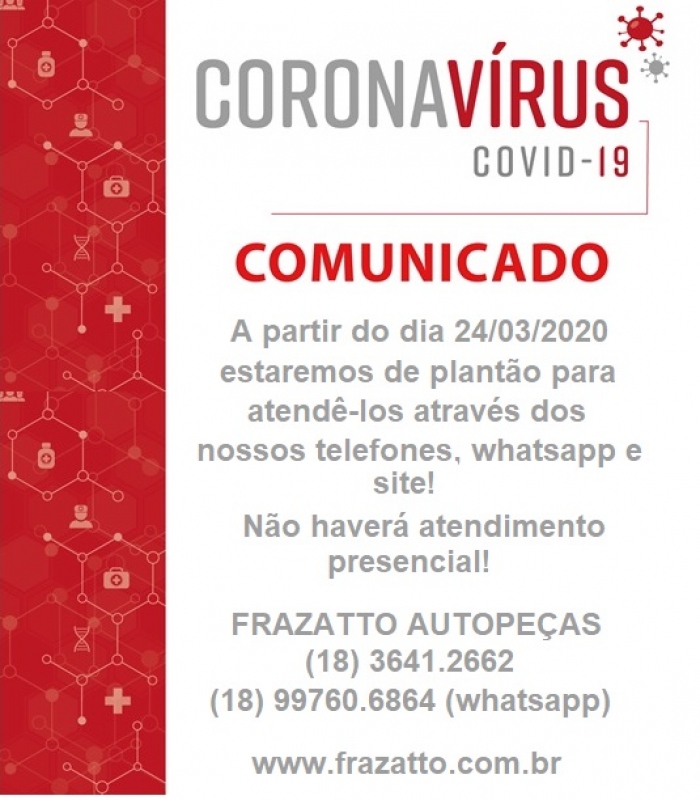 CORONAVÍRUS
COVID-19
COMUNICADO
A partir do dia 24/03/2020
estaremos de plantão para
atendê-los através dos
nossos telefones, whatsapp e
site!
Não haverá atendimento
presencial!
FRAZATTO AUTOPEÇAS
(18) 3641.2662
(18) 99760.6864 (whatsapp)
www.frazatto.com.br